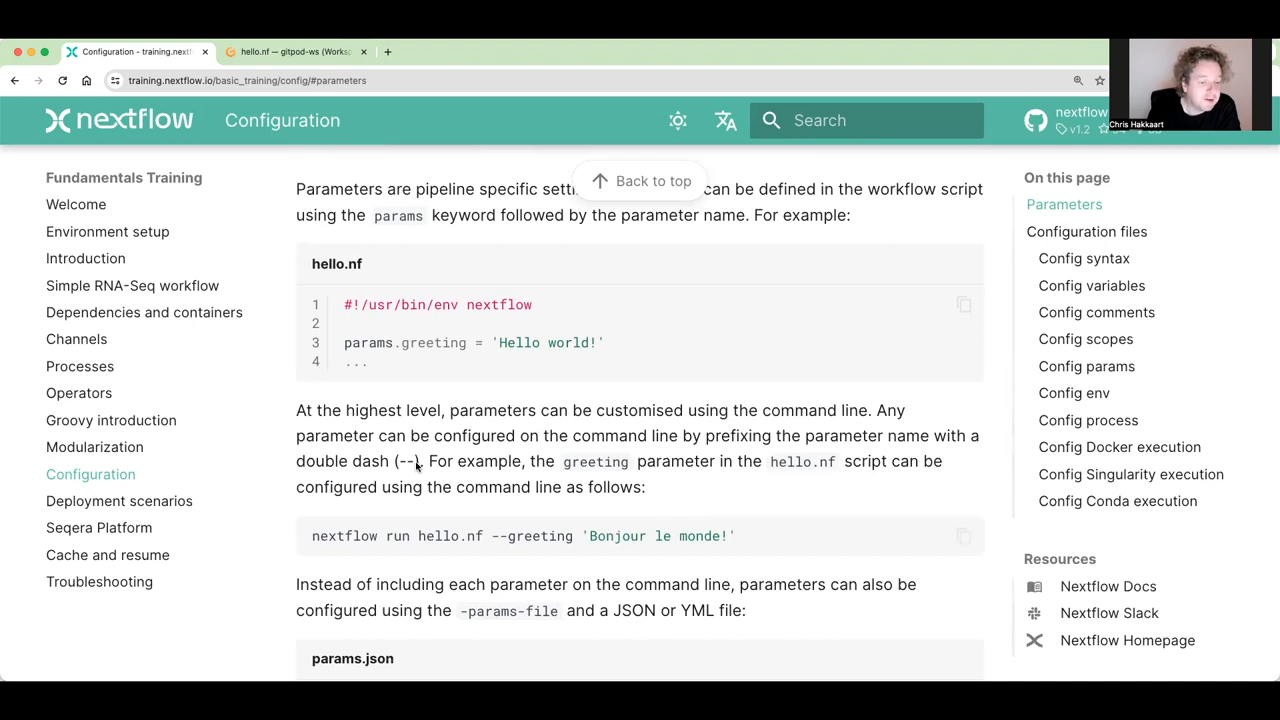 Configuration - training.nextfl
hello.nf — gitpod-ws (Worksp
training.nextflow.io/basic_training/config/#parameters
Chris Hakkaart
nextflow
Configuration
Search
nextflow
v1.2
Fundamentals Training
Welcome
Environment setup
Introduction
Simple RNA-Seq workflow
Dependencies and containers
Channels
Processes
Operators
Groovy introduction
Modularization
Configuration
Deployment scenarios
Seqera Platform
Cache and resume
Troubleshooting
Back to top
Parameters are pipeline specific setti can be defined in the workflow script
using the params keyword followed by the parameter name. For example:
hello.nf
1 #!/usr/bin/env nextflow
2
3 params.greeting = 'Hello world!'
4 ...
At the highest level, parameters can be customised using the command line. Any
parameter can be configured on the command line by prefixing the parameter name with a
double dash (--). For example, the greeting parameter in the hello.nf script can be
configured using the command line as follows:
nextflow run hello.nf --greeting 'Bonjour le monde!'
Instead of including each parameter on the command line, parameters can also be
configured using the -params-file and a JSON or YML file:
params.json
On this page
Parameters
Configuration files
Config syntax
Config variables
Config comments
Config scopes
Config params
Config env
Config process
Config Docker execution
Config Singularity execution
Config Conda execution
Resources
Nextflow Docs
Nextflow Slack
Nextflow Homepage